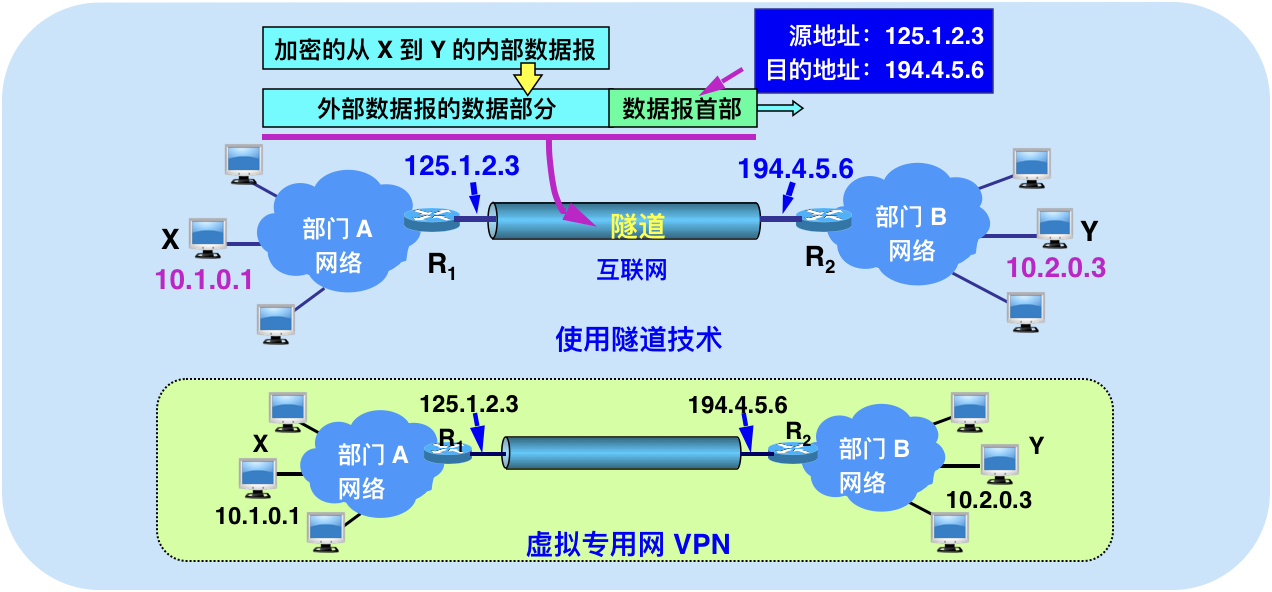 加密的从 X 到 Y 的内部数据报
源地址：125.1.2.3
目的地址：194.4.5.6
外部数据报的数据部分
数据报首部
125.1.2.3
194.4.5.6
部门 A
网络
部门 B
网络
X
10.1.0.1
R1
隧道
互联网
R2
Y
10.2.0.3
使用隧道技术
125.1.2.3
194.4.5.6
X
10.1.0.1
部门 A
网络
R1
R2
部门 B
网络
Y
10.2.0.3
虚拟专用网 VPN